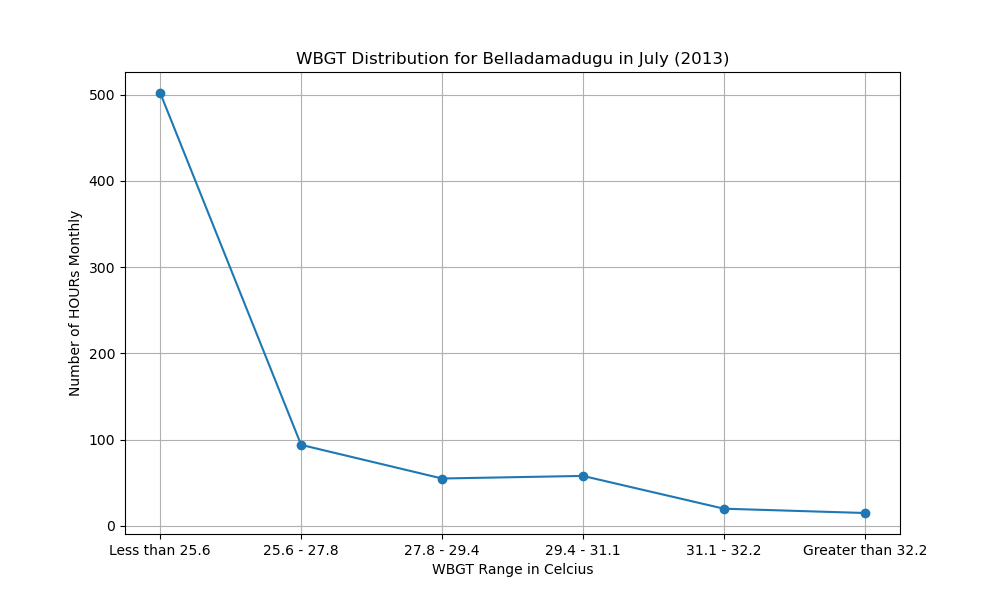 WBGT Distribution for Belladamadugu in July (2013)
Number of HOURs Monthly
500
400
300
200
100
0
Less than 25.6
25.6 - 27.8
27.8 - 29.4
29.4 - 31.1
31.1 - 32.2
Greater than 32.2
WBGT Range in Celcius